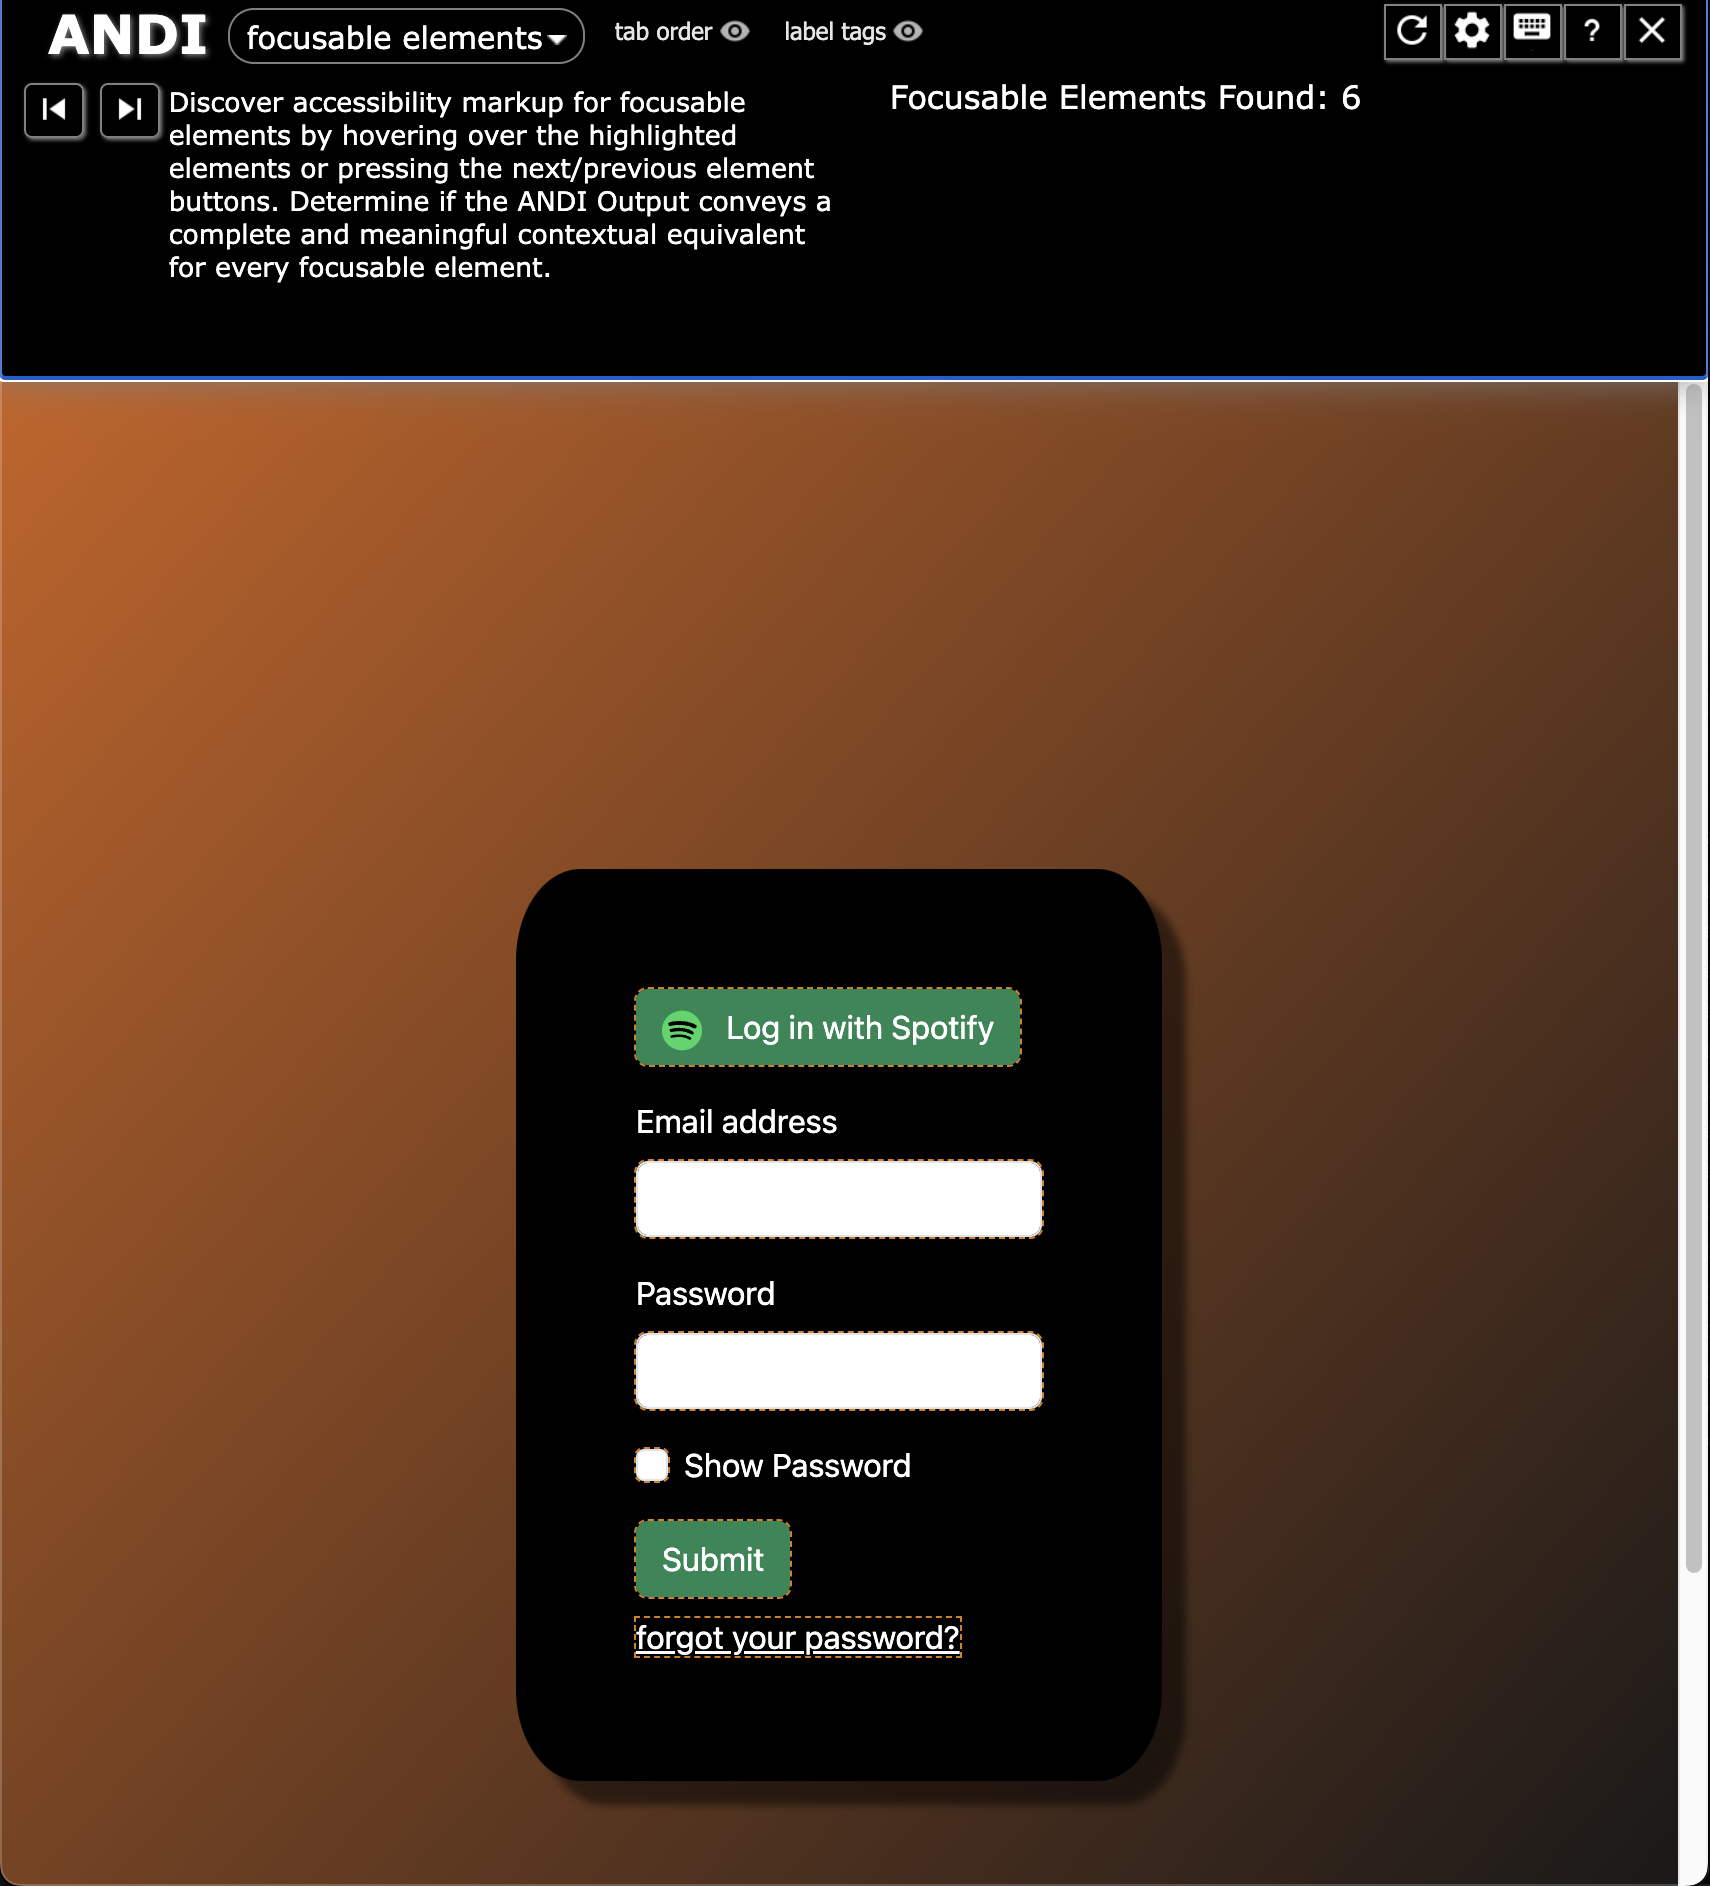 ANDI focusable elements tab order label tags ?
Discover accessibility markup for focusable
elements by hovering over the highlighted
elements or pressing the next/previous element
buttons. Determine if the ANDI Output conveys a
complete and meaningful contextual equivalent
for every focusable element.
Focusable Elements Found: 6
Log in with Spotify
Email address
Password
Show Password
Submit
forgot your password?